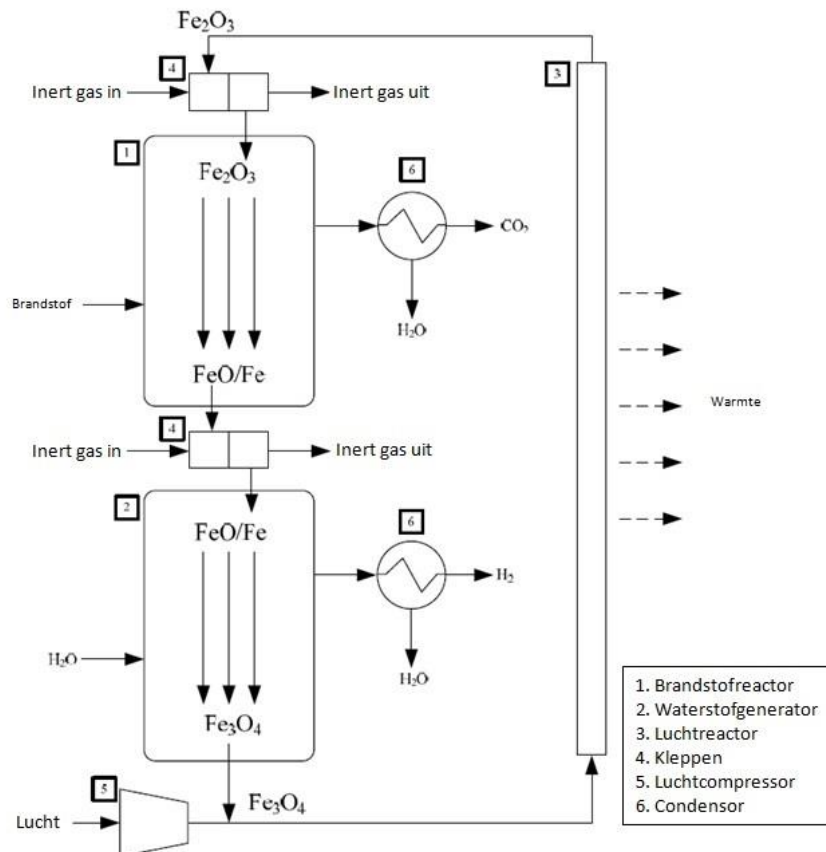 Fe₂O₃
4
3
Inert gas in
Inert gas uit
1
Fe₂O₃
6
CO₂
Brandstof
H₂O
FeO/Fe
Warmte
4
Inert gas in
Inert gas uit
2
FeO/Fe
6
H₂
H₂O
H₂O
Fe₃O₄
1. Brandstofreactor
2. Waterstofgenerator
3. Luchtreactor
4. Kleppen
5. Luchtcompressor
6. Condensor
5
Fe₃O₄
Lucht